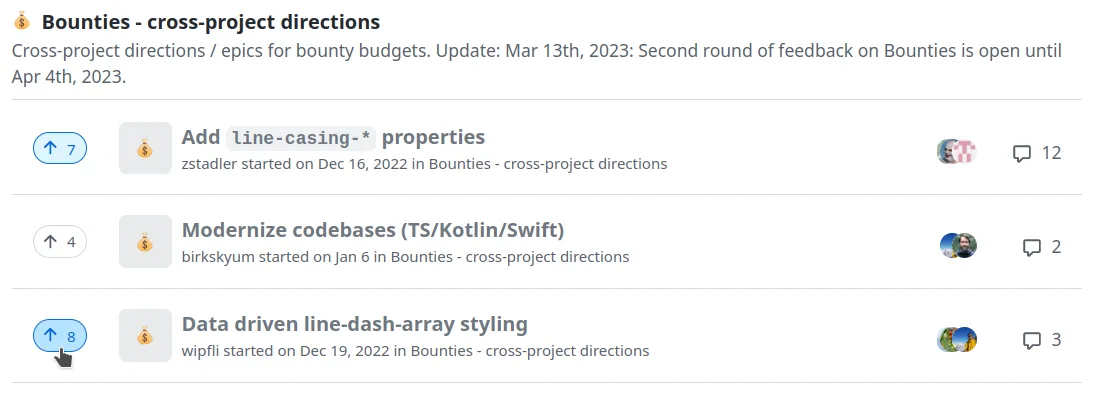 Bounties - cross-project directions
Cross-project directions / epics for bounty budgets. Update: Mar 13th, 2023: Second round of feedback on Bounties is open until
Apr 4th, 2023.
7
Add line-casing-* properties
zstadler started on Dec 16, 2022 in Bounties - cross-project directions
12
4
Modernize codebases (TS/Kotlin/Swift)
birkskyum started on Jan 6 in Bounties - cross-project directions
2
8
Data driven line-dash-array styling
wipfli started on Dec 19, 2022 in Bounties - cross-project directions
3